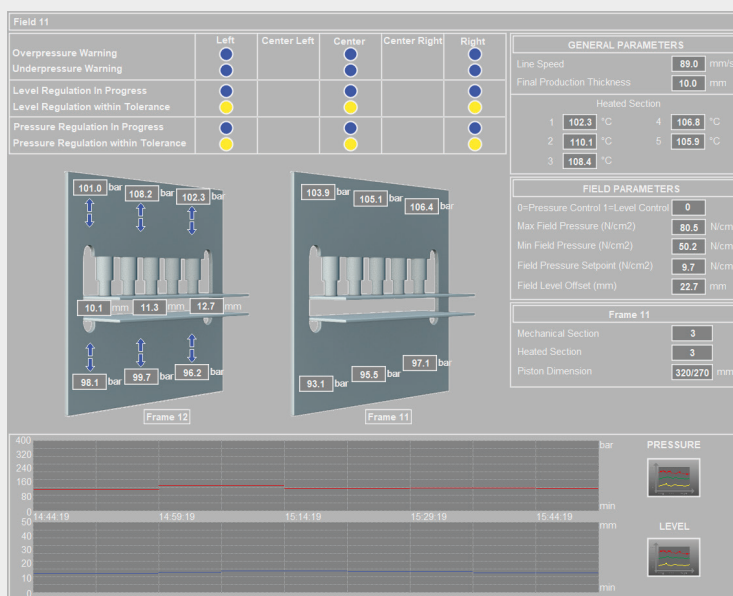 Field 11
Left Center Left Center Center Right Right
Overpressure Warning
Underpressure Warning
Level Regulation In Progress
Level Regulation within Tolerance
Pressure Regulation In Progress
Pressure Regulation within Tolerance
GENERAL PARAMETERS
Line Speed 89.0 mm/s
Final Production Thickness 10.0 mm
Heated Section
1 102.3 °C 4 106.8 °C
2 110.1 °C 5 105.9 °C
3 108.4 °C
FIELD PARAMETERS
0=Pressure Control 1=Level Control 0
Max Field Pressure (N/cm2) 80.5 N/cm
Min Field Pressure (N/cm2) 50.2 N/cm
Field Pressure Setpoint (N/cm2) 9.7 N/cm
Field Level Offset (mm) 22.7 mm
Frame 11
Mechanical Section 3
Heated Section 3
Piston Dimension 320/270 mm
101.0 bar 108.2 bar 102.3 bar
10.1 mm 11.3 mm 12.7 mm
98.1 bar 99.7 bar 96.2 bar
Frame 12
103.9 bar 105.1 bar 106.4 bar
93.1 bar 95.5 bar 97.1 bar
Frame 11
400 bar
320
240
160
80
0 min
14:44:19 14:59:19 15:14:19 15:29:19 15:44:19
50 mm
40
30
20
10
0 min
PRESSURE
LEVEL